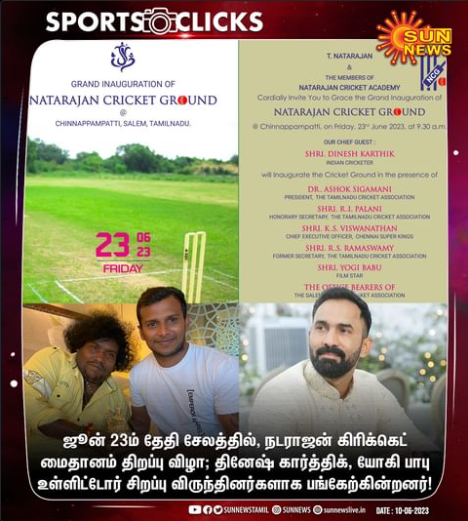 SPORTS CLICKS
SUN NEWS
GRAND INAUGURATION OF
NATARAJAN CRICKET GROUND
@
CHINNAPPAMPATTI, SALEM, TAMILNADU.
23 06 23
FRIDAY
T. NATARAJAN
&
THE MEMBERS OF
NATARAJAN CRICKET ACADEMY
NCG
Cordially Invite You to Grace the Grand Inauguration of
NATARAJAN CRICKET GROUND
@ Chinnappampatti, on Friday, 23rd June 2023, at 9.30 a.m
OUR CHIEF GUEST :
SHRI. DINESH KARTHIK
INDIAN CRICKETER
will Inaugurate the Cricket Ground in the presence of
DR. ASHOK SIGAMANI
PRESIDENT, THE TAMILNADU CRICKET ASSOCIATION
SHRI. R.I. PALANI
HONORARY SECRETARY, THE TAMILNADU CRICKET ASSOCIATION
SHRI. K.S. VISWANATHAN
CHIEF EXECUTIVE OFFICER, CHENNAI SUPER KINGS
SHRI. R.S. RAMASWAMY
FORMER SECRETARY, THE TAMILNADU CRICKET ASSOCIATION
SHRI. YOGI BABU
FILM STAR
THE OFFICE BEARERS OF
THE SALEM CRICKET ASSOCIATION
ஜூன் 23ம் தேதி சேலத்தில், நடராஜன் கிரிக்கெட்
மைதானம் திறப்பு விழா; தினேஷ் கார்த்திக், யோகி பாபு
உள்ளிட்டோர் சிறப்பு விருந்தினர்களாக பங்கேற்கின்றனர்!
SUNNEWSTAMIL SUNNEWS sunnewslive.in DATE : 10-06-2023